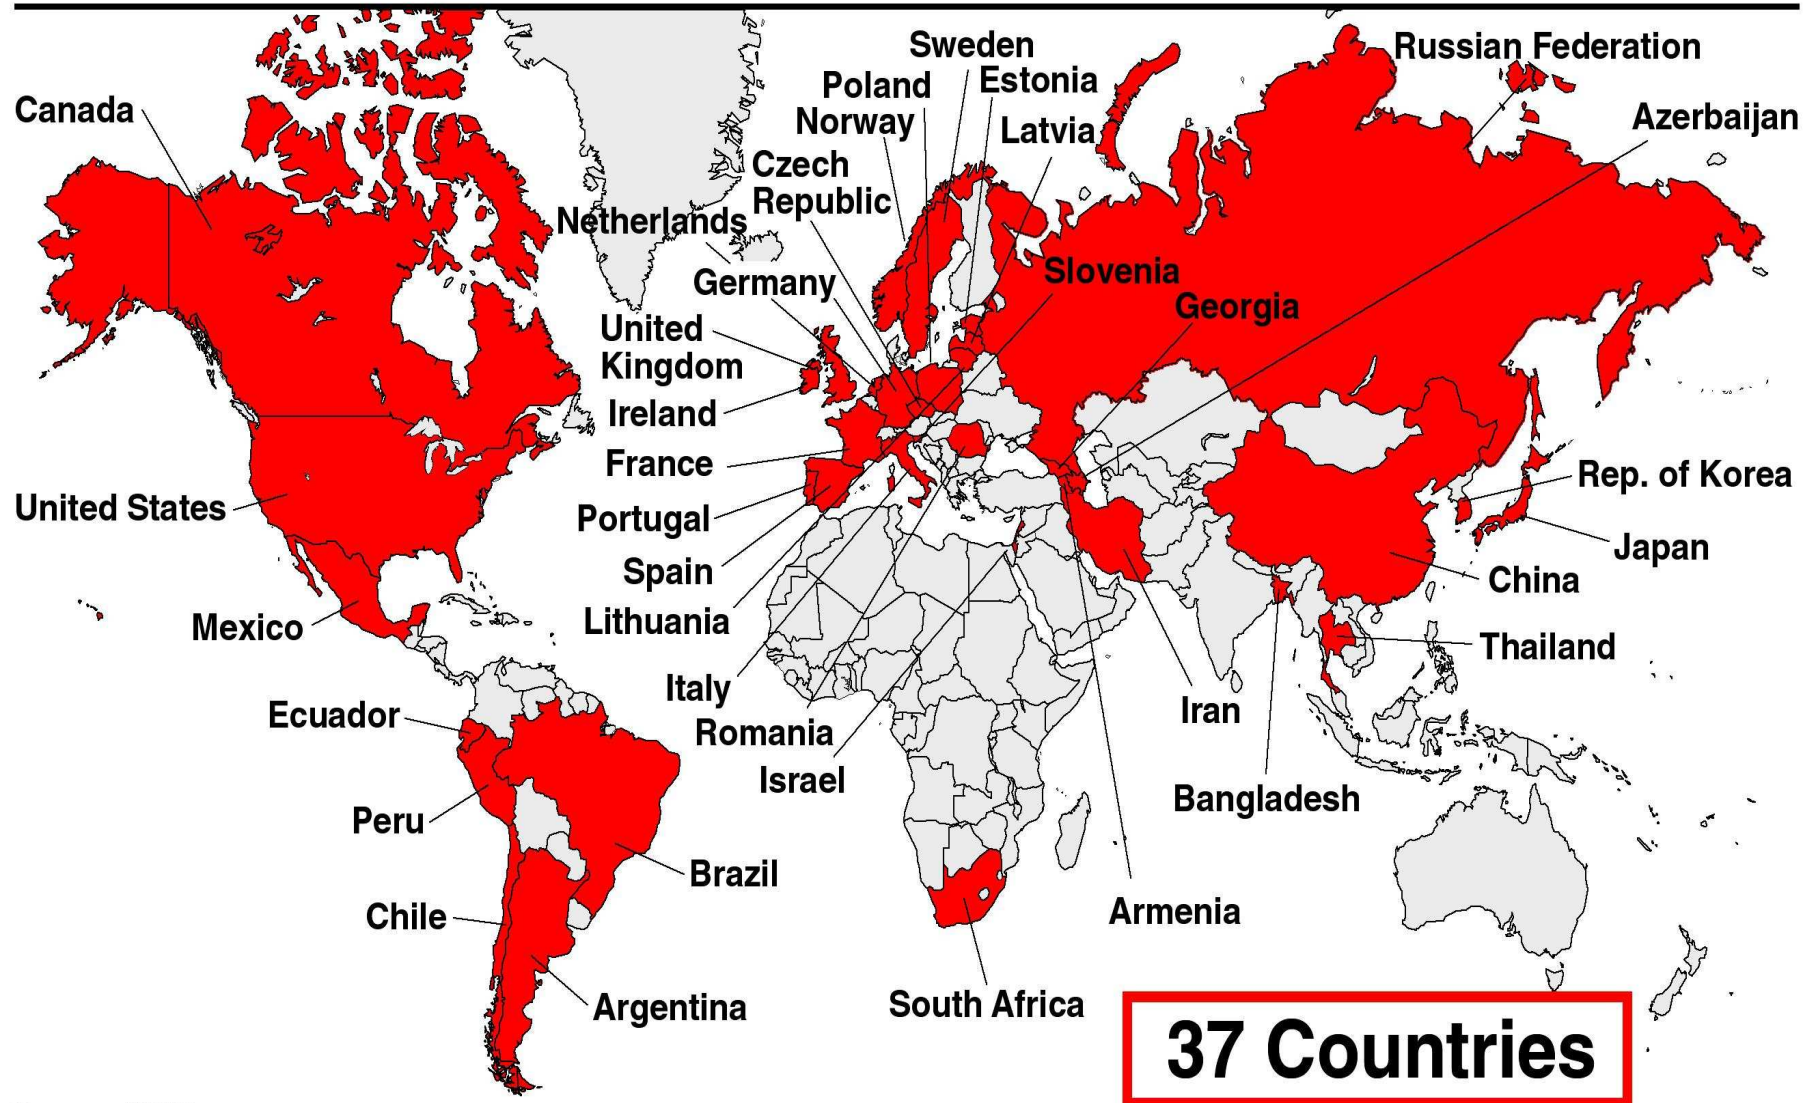 Sweden
Russian Federation
Estonia
Poland
Canada
Azerbaijan
Norway
Latvia
Czech
Republic
Netherlands
Slovenia
Germany
Georgia
United
Kingdom
Ireland
France
Rep. of Korea
United States
Portugal
Japan
Spain
China
Lithuania
Mexico
Thailand
Italy
Iran
Ecuador
Romania
Israel
Bangladesh
Peru
Brazil
Armenia
Chile
South Africa
Argentina
37 Countries